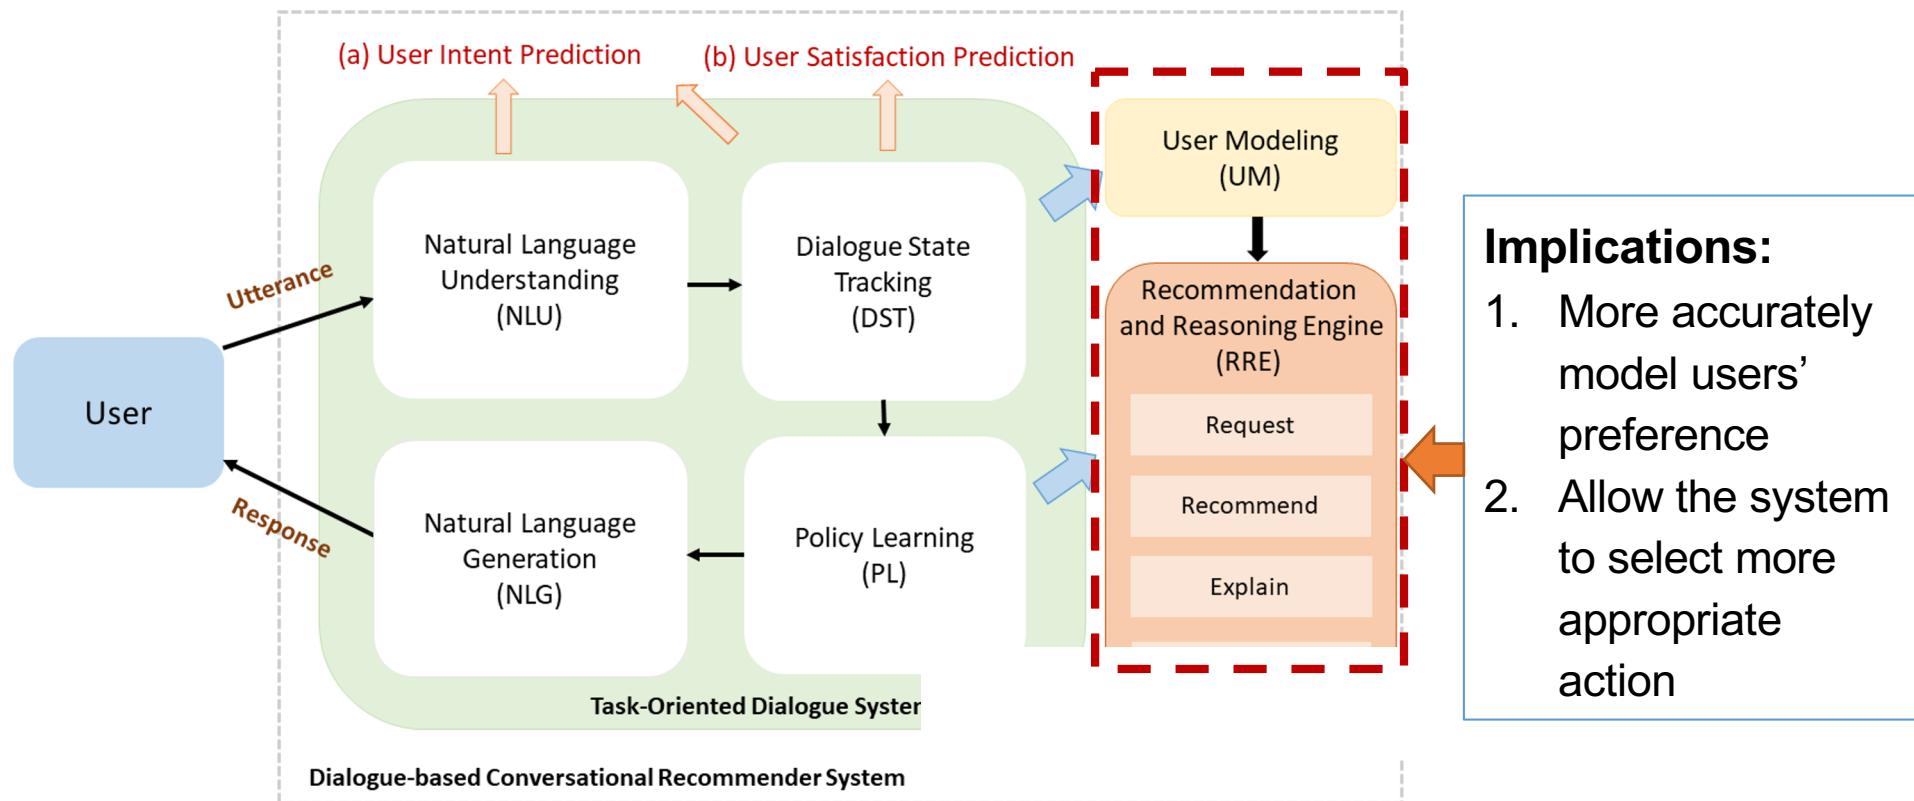 (a) User Intent Prediction
(b) User Satisfaction Prediction
User Modeling
(UM)
Natural Language
Understanding
(NLU)
Dialogue State
Tracking
(DST)
Recommendation
and Reasoning Engine
(RRE)
Request
Recommend
Explain
Utterance
User
Response
Natural Language
Generation
(NLG)
Policy Learning
(PL)
Task-Oriented Dialogue System
Dialogue-based Conversational Recommender System
Implications:
1. More accurately
model users’
preference
2. Allow the system
to select more
appropriate
action